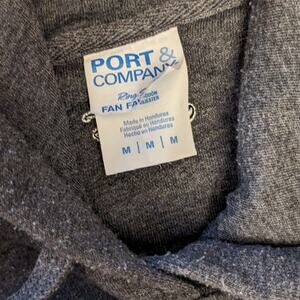 PORT &
COMPANY
Ring Spun
FAN FAVORITE
Made in Honduras
Fabriqué en Honduras
Hecho en Honduras
M | M | M